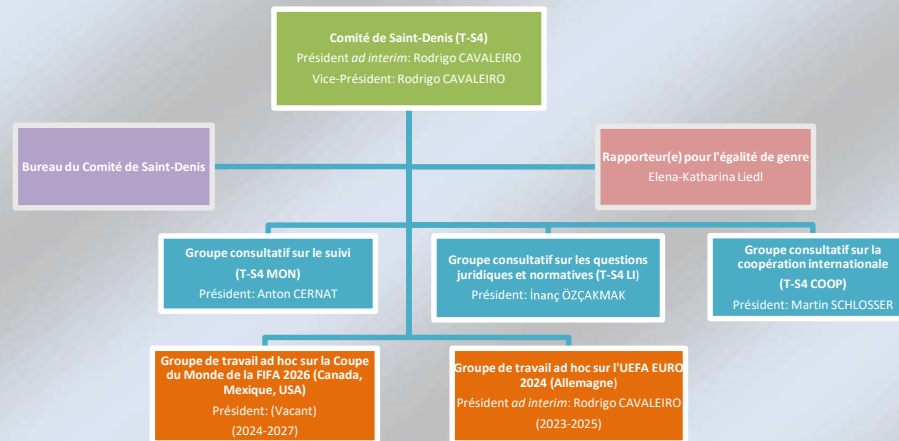 Comité de Saint-Denis (T-S4)
Président ad interim: Rodrigo CAVALEIRO
Vice-Président: Rodrigo CAVALEIRO
Bureau du Comité de Saint-Denis
Rapporteur(e) pour l'égalité de genre
Elena-Katharina Liedl
Groupe consultatif sur le suivi
(T-S4 MON)
Président: Anton CERNAT
Groupe consultatif sur les questions
juridiques et normatives (T-S4 LI)
Président: İnanç ÖZÇAKMAK
Groupe consultatif sur la
coopération internationale
(T-S4 COOP)
Président: Martin SCHLOSSER
Groupe de travail ad hoc sur la Coupe
du Monde de la FIFA 2026 (Canada,
Mexique, USA)
Président: (Vacant)
(2024-2027)
Groupe de travail ad hoc sur l'UEFA EURO
2024 (Allemagne)
Président ad interim: Rodrigo CAVALEIRO
(2023-2025)